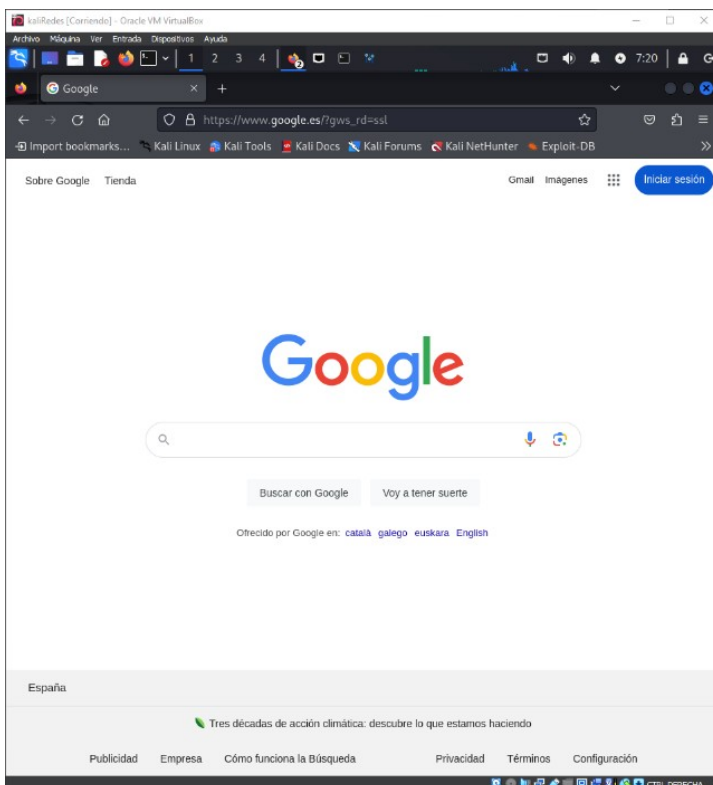 kaliRedes [Corriendo] - Oracle VM VirtualBox
Archivo Máquina Ver Entrada Dispositivos Ayuda
1 2 3 4 2 7:20
Google
https://www.google.es/?gws_rd=ssl
Import bookmarks... Kali Linux Kali Tools Kali Docs Kali Forums Kali NetHunter Exploit-DB
Sobre Google Tienda Gmail Imágenes Iniciar sesión
Google
Buscar con Google Voy a tener suerte
Ofrecido por Google en: català galego euskara English
España
Tres décadas de acción climática: descubre lo que estamos haciendo
Publicidad Empresa Cómo funciona la Búsqueda Privacidad Términos Configuración
CTRL DERECHA